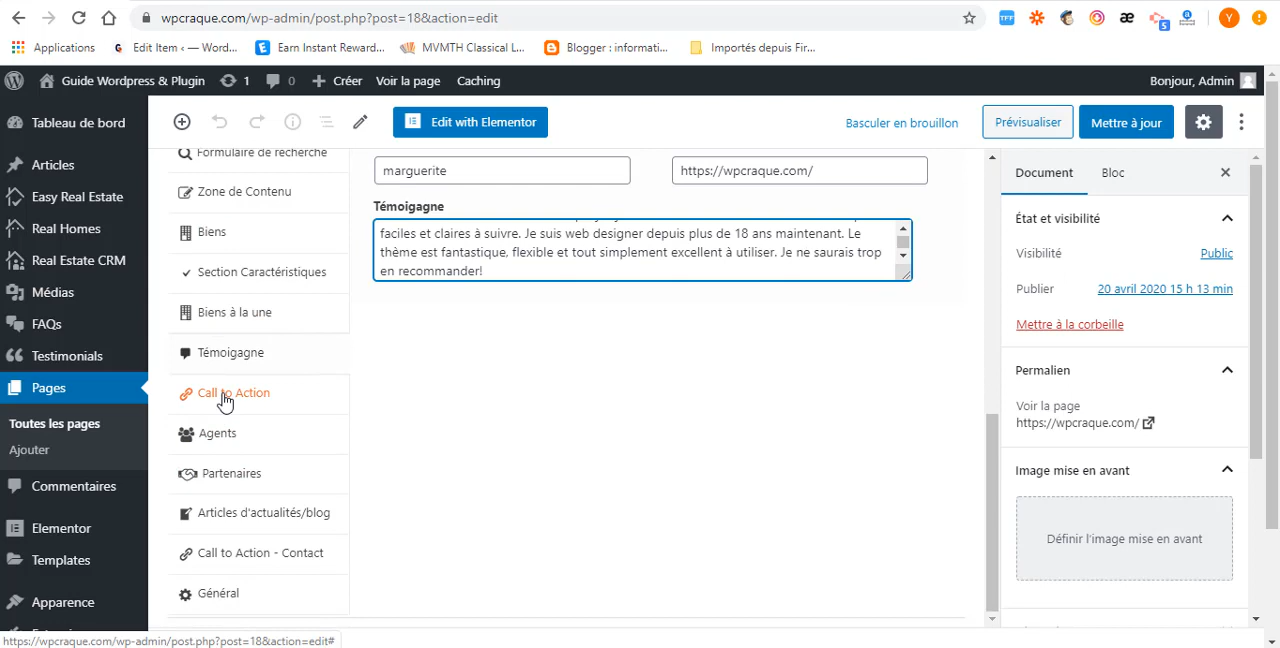 wpcraque.com/wp-admin/post.php?post=18&action=edit
Applications
Edit Item ‹ — Word...
Earn Instant Reward...
MVMTH Classical L...
Blogger : informati...
Importés depuis Fir...
Guide Wordpress & Plugin
1
0
Créer
Voir la page
Caching
Bonjour, Admin
Edit with Elementor
Basculer en brouillon
Prévisualiser
Mettre à jour
Tableau de bord
Articles
Easy Real Estate
Real Homes
Real Estate CRM
Médias
FAQs
Testimonials
Pages
Toutes les pages
Ajouter
Commentaires
Elementor
Templates
Apparence
Formulaire de recherche
Zone de Contenu
Biens
Section Caractéristiques
Biens à la une
Témoigagne
Call to Action
Agents
Partenaires
Articles d'actualités/blog
Call to Action - Contact
Général
marguerite
https://wpcraque.com/
Témoigagne
faciles et claires à suivre. Je suis web designer depuis plus de 18 ans maintenant. Le
thème est fantastique, flexible et tout simplement excellent à utiliser. Je ne saurais trop
en recommander!
Document
Bloc
État et visibilité
Visibilité
Public
Publier
20 avril 2020 15 h 13 min
Mettre à la corbeille
Permalien
Voir la page
https://wpcraque.com/
Image mise en avant
Définir l'image mise en avant
https://wpcraque.com/wp-admin/post.php?post=18&action=edit#